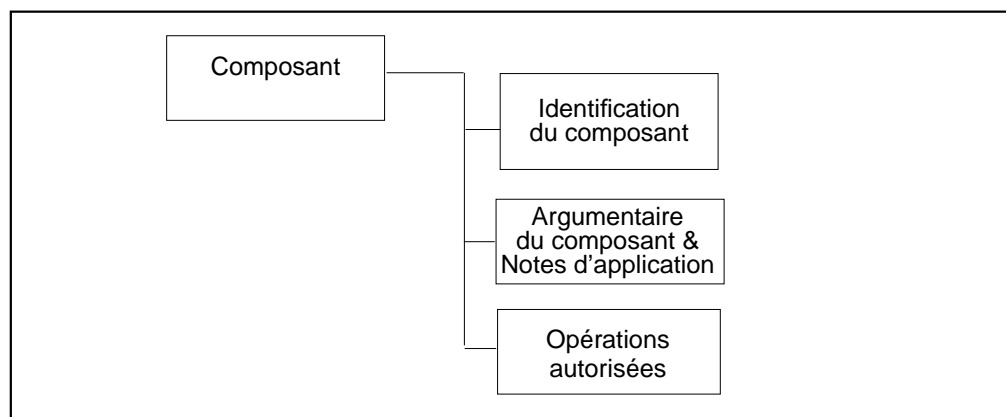 Composant
Identification
du composant
Argumentaire
du composant &
Notes d'application
Opérations
autorisées